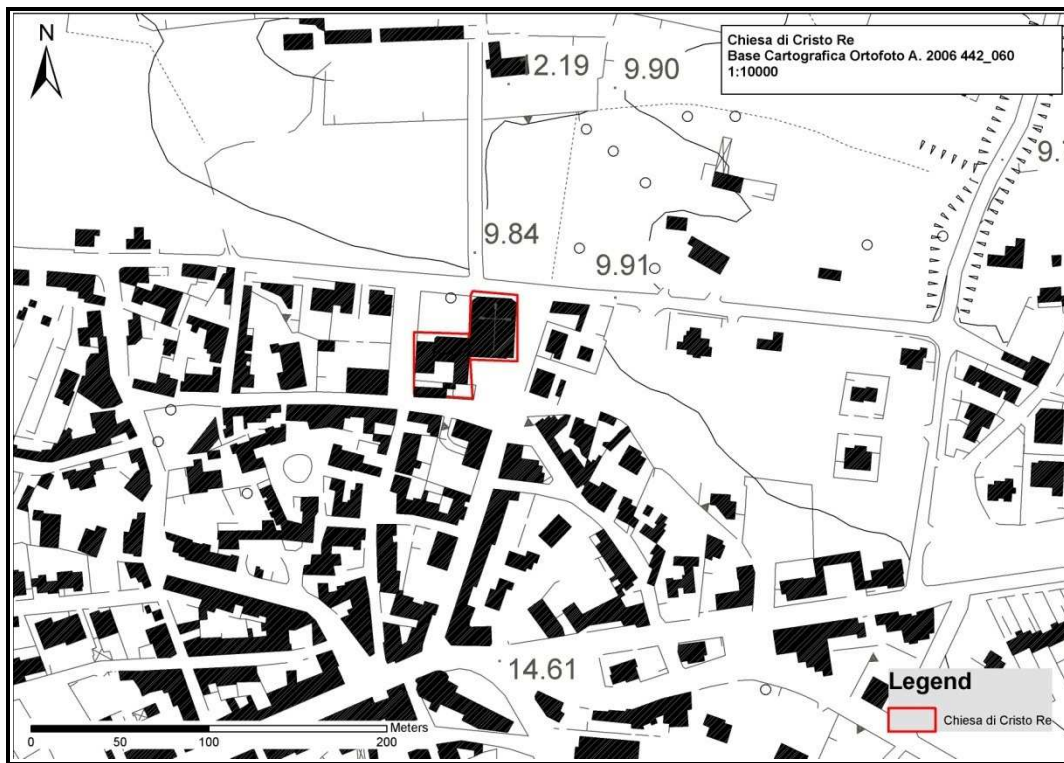 N
Chiesa di Cristo Re
Base Cartografica Ortofoto A. 2006 442_060
1:10000
12.19
9.90
9.84
9.91
14.61
Legend
Chiesa di Cristo Re
Meters
0 50 100 200